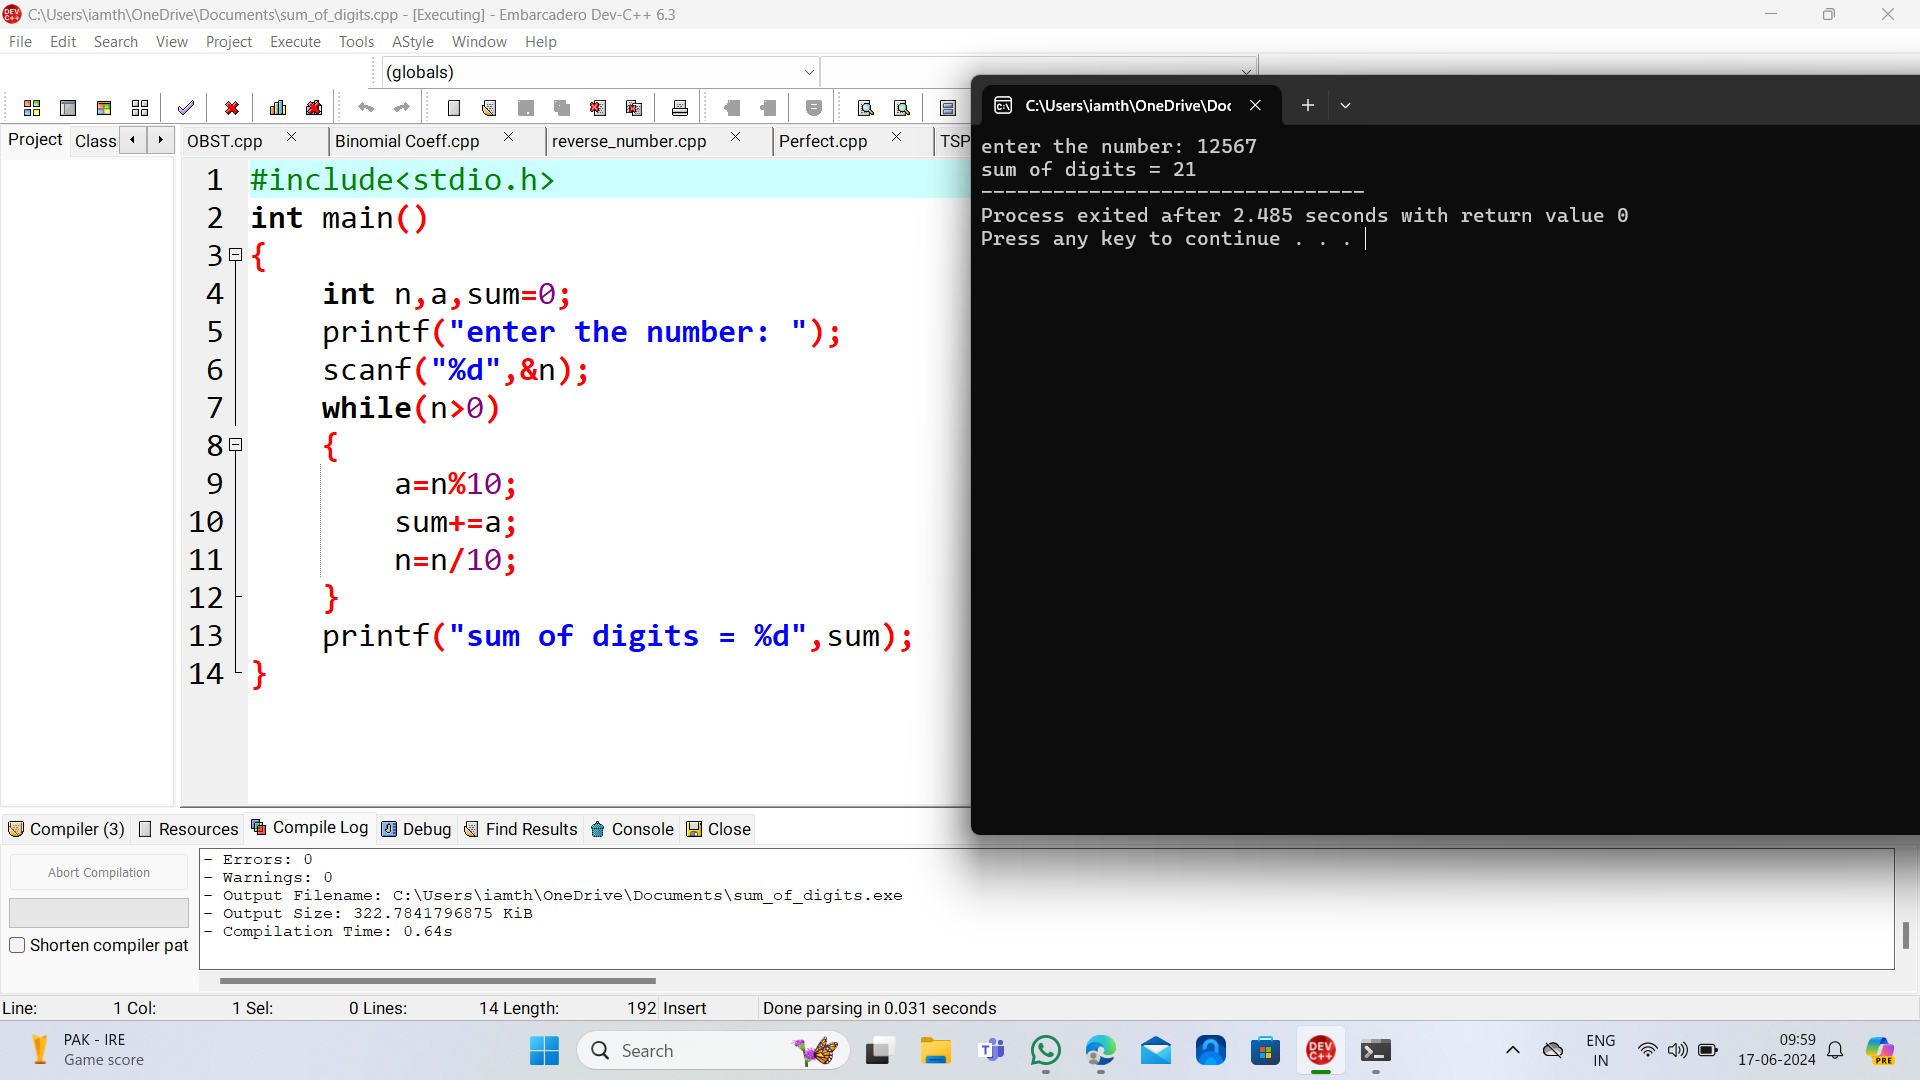 C:\Users\iamth\OneDrive\Documents\sum_of_digits.cpp - [Executing] - Embarcadero Dev-C++ 6.3
File Edit Search View Project Execute Tools AStyle Window Help
(globals)
Project Class
OBST.cpp Binomial Coeff.cpp reverse_number.cpp Perfect.cpp TSP
1 #include<stdio.h>
2 int main()
3 {
4 int n,a,sum=0;
5 printf("enter the number: ");
6 scanf("%d",&n);
7 while(n>0)
8 {
9 a=n%10;
10 sum+=a;
11 n=n/10;
12 }
13 printf("sum of digits = %d",sum);
14 }
C:\Users\iamth\OneDrive\Doc
enter the number: 12567
sum of digits = 21
--------------------------------
Process exited after 2.485 seconds with return value 0
Press any key to continue . . .
Compiler (3) Resources Compile Log Debug Find Results Console Close
Abort Compilation
Shorten compiler pat
- Errors: 0
- Warnings: 0
- Output Filename: C:\Users\iamth\OneDrive\Documents\sum_of_digits.exe
- Output Size: 322.7841796875 KiB
- Compilation Time: 0.64s
Line: 1 Col: 1 Sel: 0 Lines: 14 Length: 192 Insert Done parsing in 0.031 seconds
PAK - IRE
Game score
Search
DEV C++
ENG
IN
09:59
17-06-2024
PRE